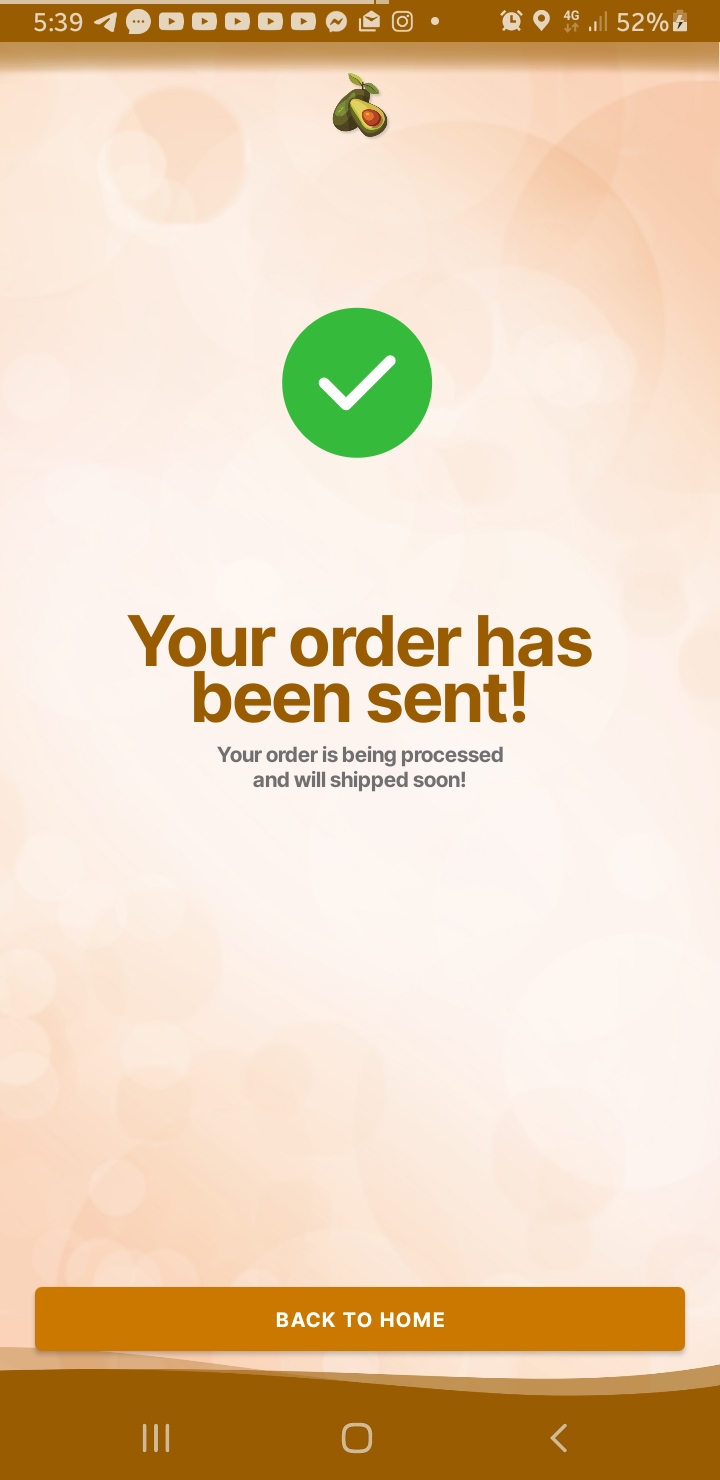 5:39 4G 52%
Your order has
been sent!
Your order is being processed
and will shipped soon!
BACK TO HOME